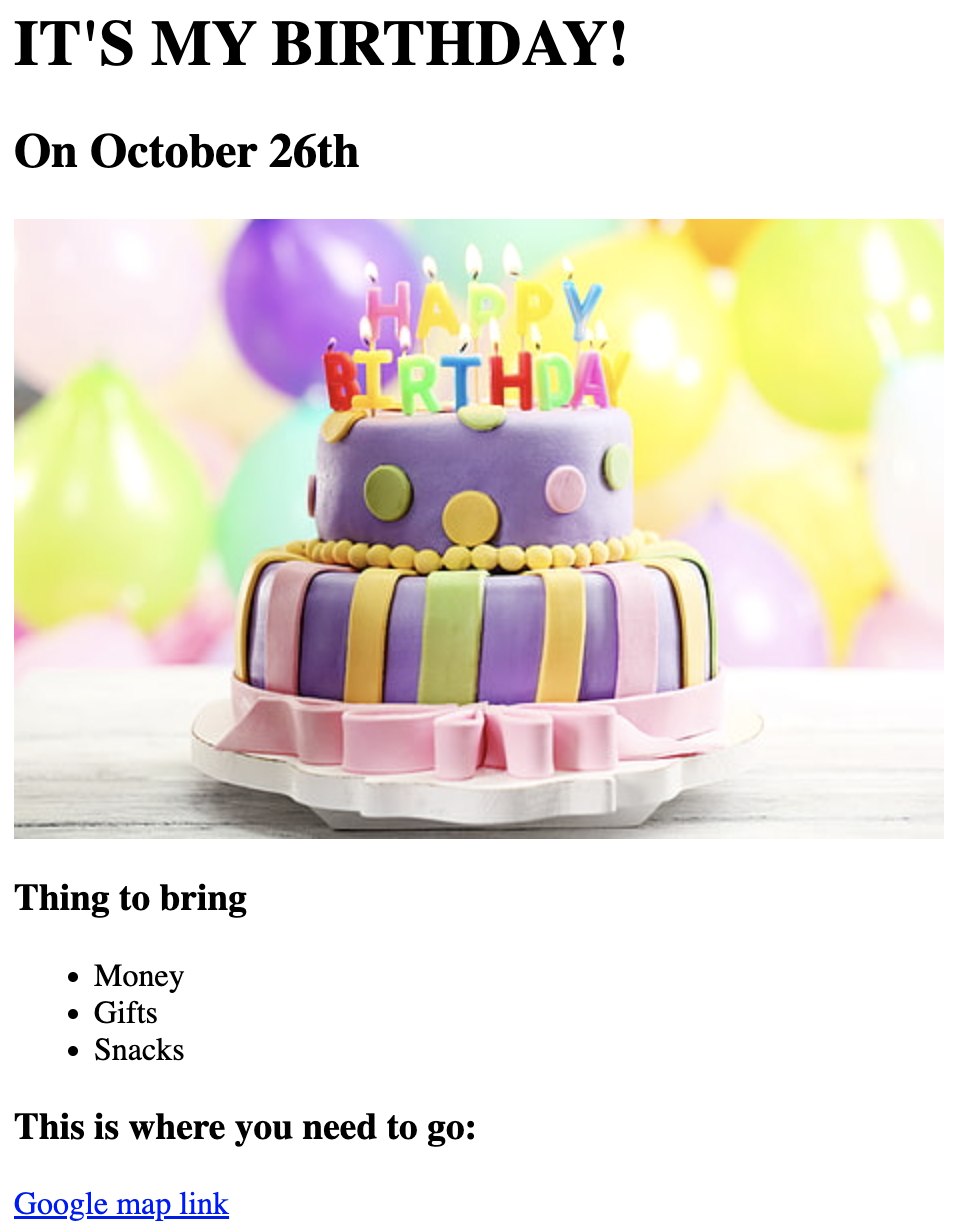 IT'S MY BIRTHDAY!
On October 26th
HAPPY
BIRTHDAY
Thing to bring
Money
Gifts
Snacks
This is where you need to go:
Google map link